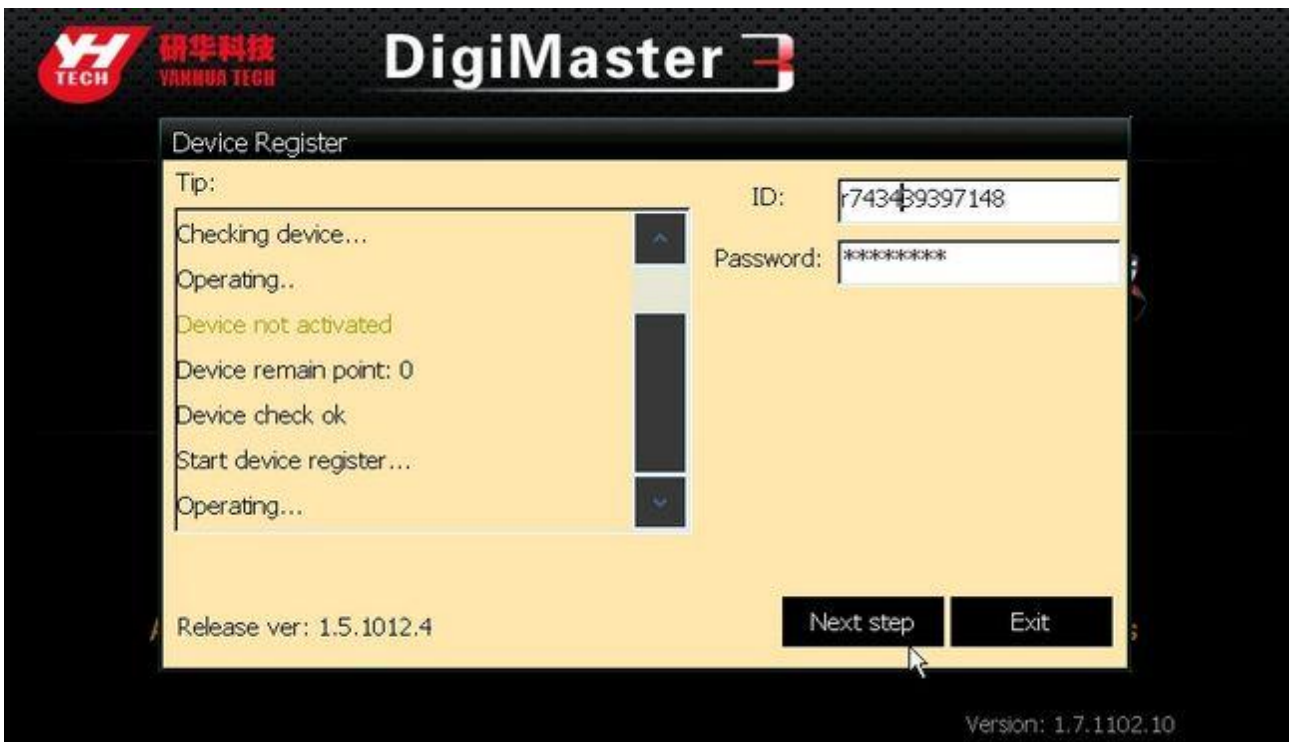 YH
TECH
研华科技
YANHUA TECH
DigiMaster 3
Device Register
Tip:
Checking device...
Operating..
Device not activated
Device remain point: 0
Device check ok
Start device register...
Operating...
ID: r743439397148
Password: ********
Release ver: 1.5.1012.4
Next step
Exit
Version: 1.7.1102.10